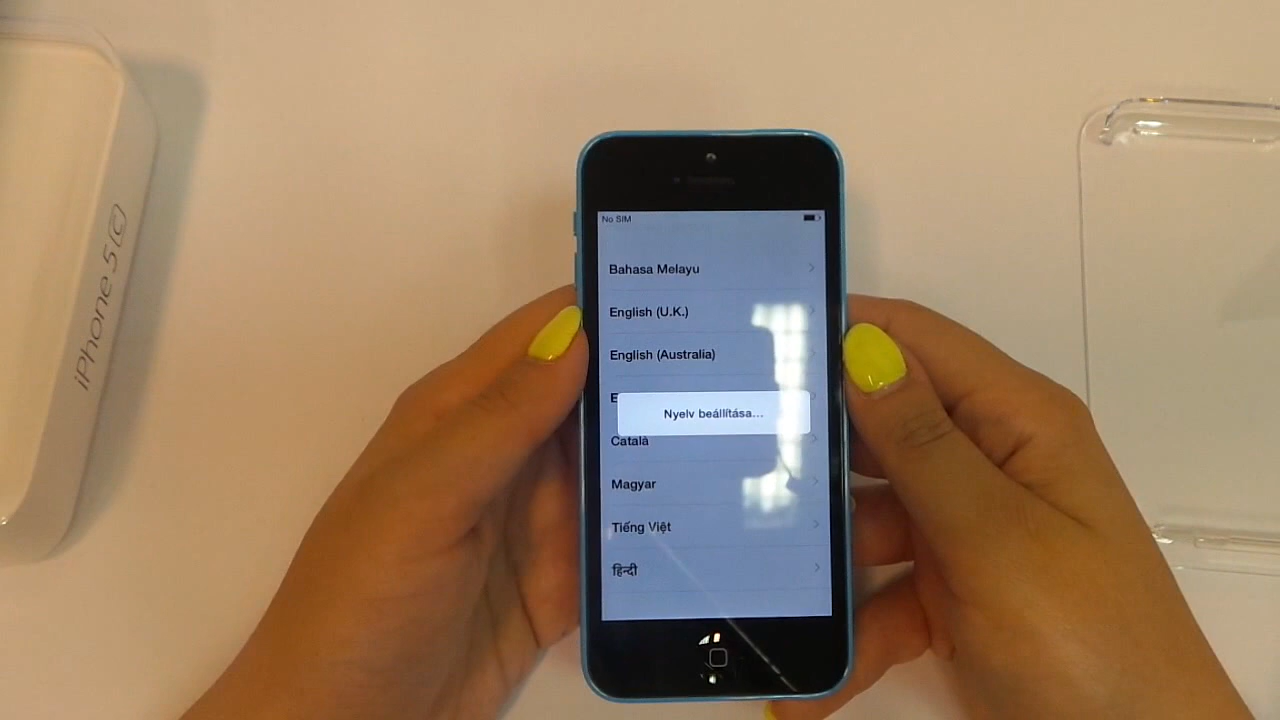 iPhone 5c
No SIM
Bahasa Melayu
English (U.K.)
English (Australia)
E
Nyelv beállítása...
Català
Magyar
Tiếng Việt
हिन्दी